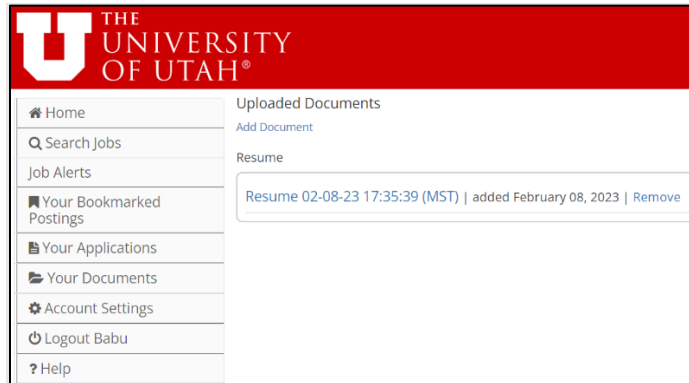 THE
UNIVERSITY
OF UTAH®
Home
Search Jobs
Job Alerts
Your Bookmarked
Postings
Your Applications
Your Documents
Account Settings
Logout Babu
? Help
Uploaded Documents
Add Document
Resume
Resume 02-08-23 17:35:39 (MST) | added February 08, 2023 | Remove